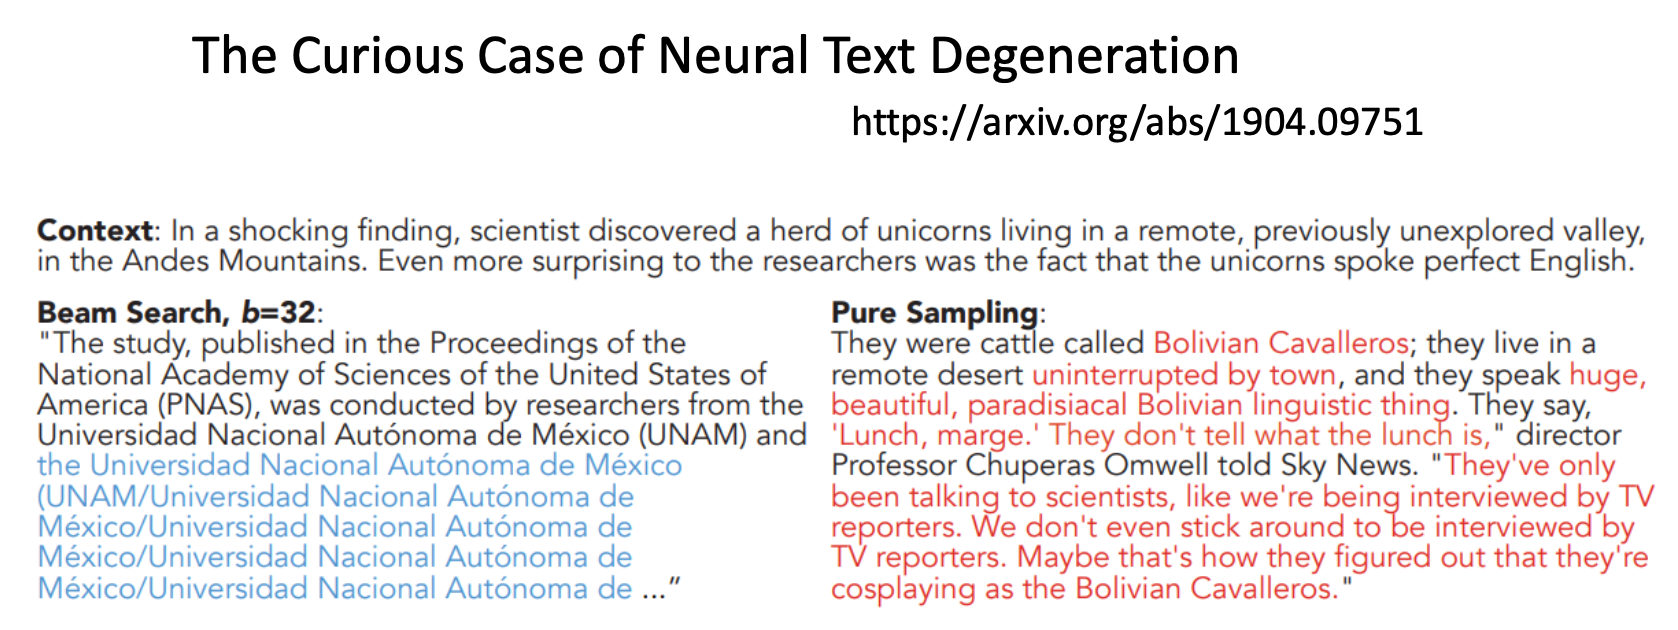 The Curious Case of Neural Text Degeneration
https://arxiv.org/abs/1904.09751
Context: In a shocking finding, scientist discovered a herd of unicorns living in a remote, previously unexplored valley,
in the Andes Mountains. Even more surprising to the researchers was the fact that the unicorns spoke perfect English.
Beam Search, b=32:
"The study, published in the Proceedings of the
National Academy of Sciences of the United States of
America (PNAS), was conducted by researchers from the
Universidad Nacional Autónoma de México (UNAM) and
the Universidad Nacional Autónoma de México
(UNAM/Universidad Nacional Autónoma de
México/Universidad Nacional Autónoma de
México/Universidad Nacional Autónoma de
México/Universidad Nacional Autónoma de ...”
Pure Sampling:
They were cattle called Bolivian Cavalleros; they live in a
remote desert uninterrupted by town, and they speak huge,
beautiful, paradisiacal Bolivian linguistic thing. They say,
'Lunch, marge.' They don't tell what the lunch is," director
Professor Chuperas Omwell told Sky News. "They've only
been talking to scientists, like we're being interviewed by TV
reporters. We don't even stick around to be interviewed by
TV reporters. Maybe that's how they figured out that they're
cosplaying as the Bolivian Cavalleros."